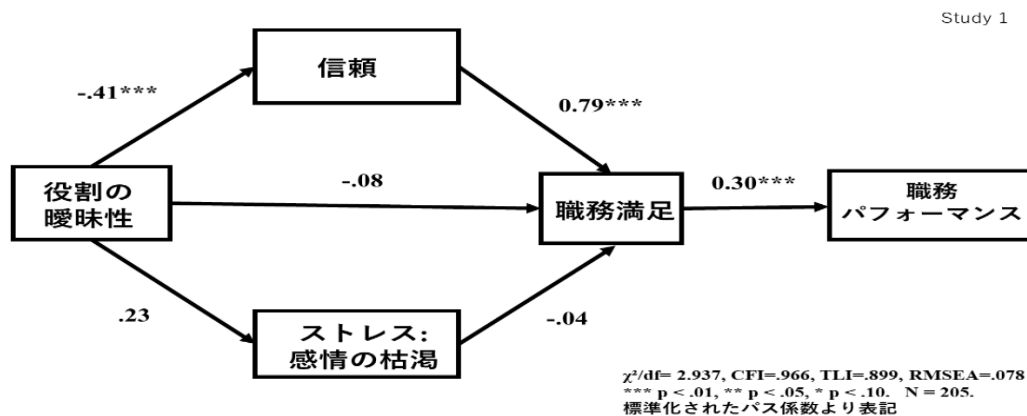 Study 1
信頼
-.41***
0.79***
役割の
曖昧性
-.08
職務満足
0.30***
職務
パフォーマンス
.23
ストレス:
感情の枯渇
-.04
χ²/df= 2.937, CFI=.966, TLI=.899, RMSEA=.078
*** p < .01, ** p < .05, * p < .10.   N = 205.
標準化されたパス係数より表記